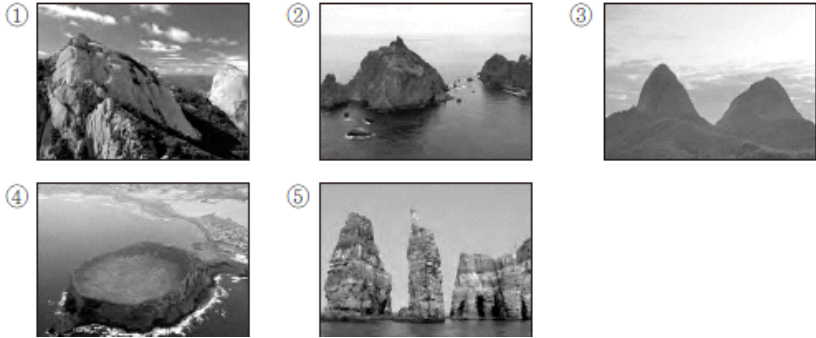 ① ② ③
④ ⑤